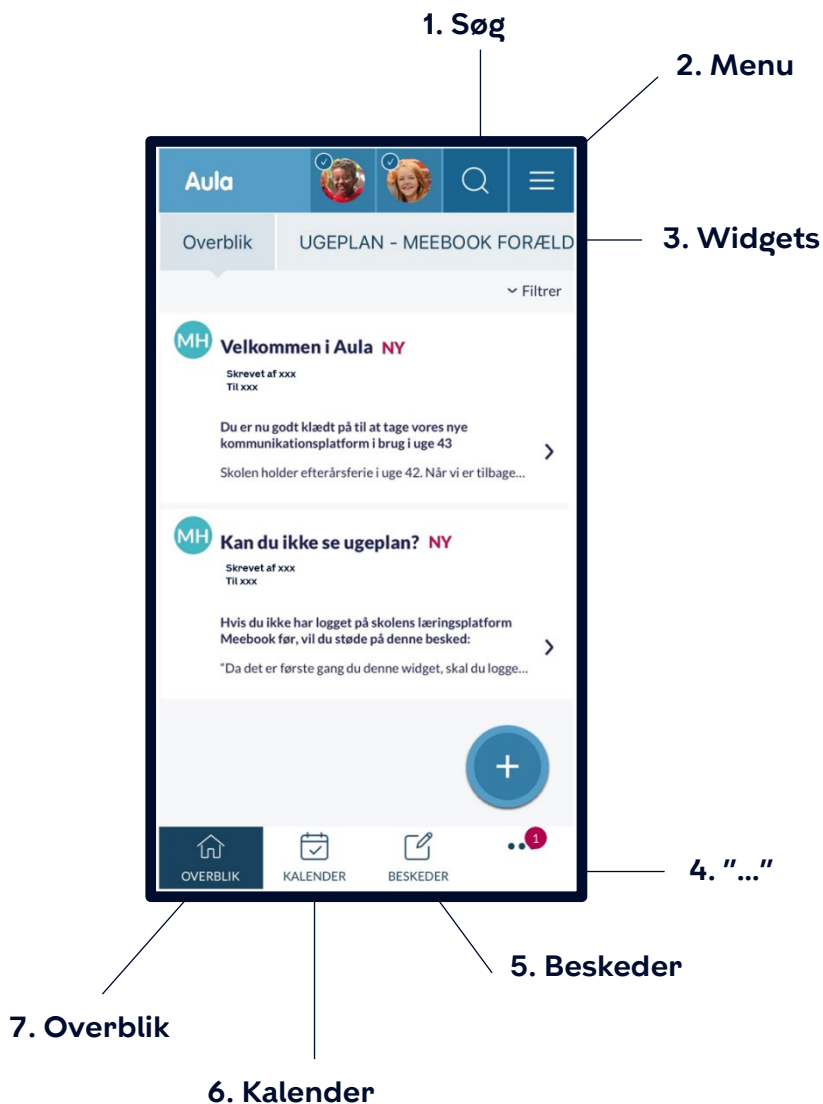 1. Søg
2. Menu
Aula
Overblik UGEPLAN - MEEBOOK FORÆLD
3. Widgets
Filtrer
MH
Velkommen i Aula NY
Skrevet af xxx
Til xxx
Du er nu godt klædt på til at tage vores nye
kommunikationsplatform i brug i uge 43
Skolen holder efterårsferie i uge 42. Når vi er tilbage...
MH
Kan du ikke se ugeplan? NY
Skrevet af xxx
Til xxx
Hvis du ikke har logget på skolens læringsplatform
Meebook før, vil du støde på denne besked:
"Da det er første gang du denne widget, skal du logge...
+
1
OVERBLIK KALENDER BESKEDER
4. ”...”
5. Beskeder
7. Overblik
6. Kalender